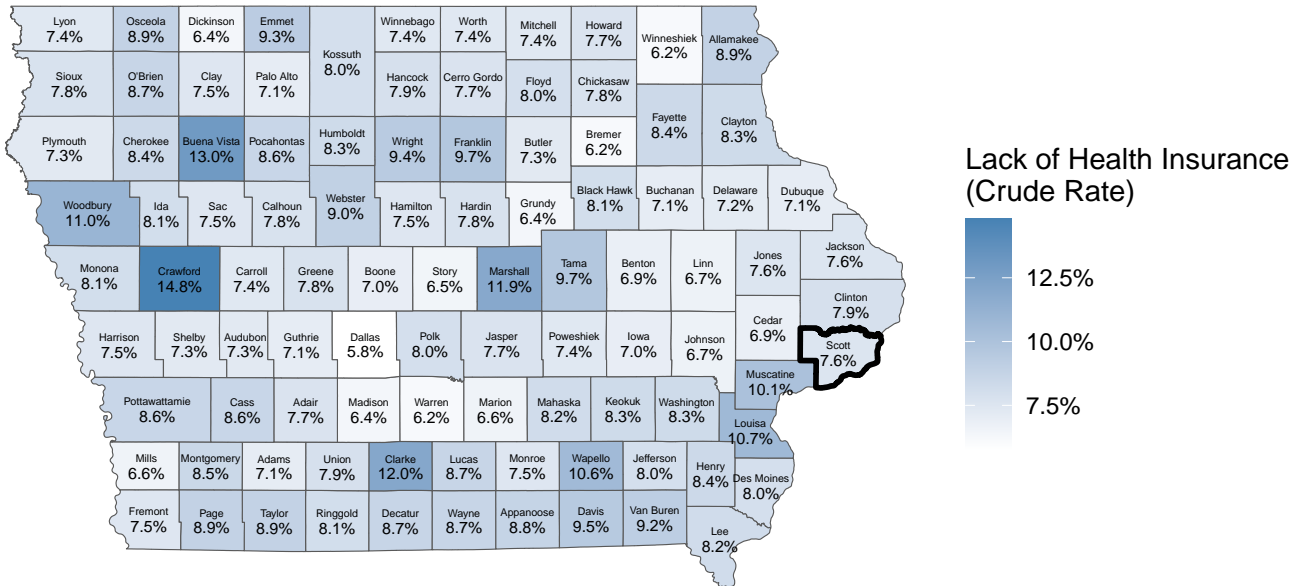 Lyon Osceola Dickinson Emmet Winnebago Worth Mitchell Howard
7.4% 8.9% 6.4% 9.3% 7.4% 7.4% 7.4% 7.7%
Kossuth Winneshiek Allamakee
8.0% 6.2% 8.9%
Sioux O'Brien Clay Palo Alto Hancock Cerro Gordo Floyd Chickasaw
7.8% 8.7% 7.5% 7.1% 7.9% 7.7% 8.0% 7.8%
Fayette Clayton
8.4% 8.3%
Plymouth Cherokee Buena Vista Pocahontas Humboldt Wright Franklin Butler Bremer
7.3% 8.4% 13.0% 8.6% 8.3% 9.4% 9.7% 7.3% 6.2%
Lack of Health Insurance
(Crude Rate)
Woodbury Ida Sac Calhoun Webster Hamilton Hardin Grundy Black Hawk Buchanan Delaware Dubuque
11.0% 8.1% 7.5% 7.8% 9.0% 7.5% 7.8% 6.4% 8.1% 7.1% 7.2% 7.1%
Monona Crawford Carroll Greene Boone Story Marshall Tama Benton Linn Jones Jackson
8.1% 14.8% 7.4% 7.8% 7.0% 6.5% 11.9% 9.7% 6.9% 6.7% 7.6% 7.6%
12.5%
Clinton
7.9%
Harrison Shelby Audubon Guthrie Dallas Polk Jasper Poweshiek Iowa Johnson Cedar Scott
7.5% 7.3% 7.3% 7.1% 5.8% 8.0% 7.7% 7.4% 7.0% 6.7% 6.9% 7.6%
10.0%
Muscatine
10.1%
Pottawattamie Cass Adair Madison Warren Marion Mahaska Keokuk Washington
8.6% 8.6% 7.7% 6.4% 6.2% 6.6% 8.2% 8.3% 8.3%
7.5%
Louisa
10.7%
Mills Montgomery Adams Union Clarke Lucas Monroe Wapello Jefferson Henry Des Moines
6.6% 8.5% 7.1% 7.9% 12.0% 8.7% 7.5% 10.6% 8.0% 8.4% 8.0%
Fremont Page Taylor Ringgold Decatur Wayne Appanoose Davis Van Buren
7.5% 8.9% 8.9% 8.1% 8.7% 8.7% 8.8% 9.5% 9.2%
Lee
8.2%